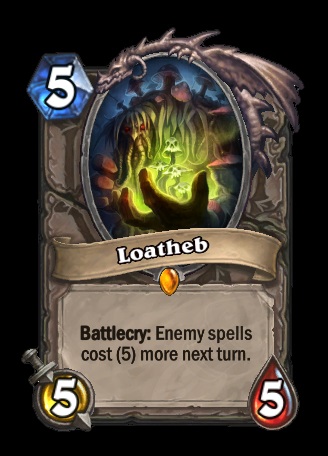 5
Loatheb
Battlecry: Enemy spells
cost (5) more next turn.
5
5